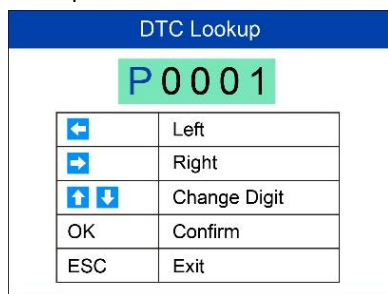 DTC Lookup
P0001
Left
Right
Change Digit
OK Confirm
ESC Exit